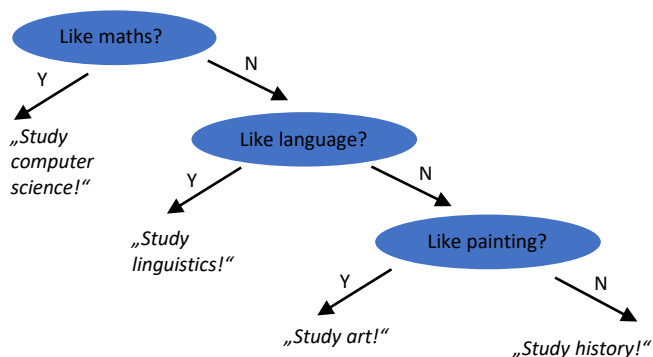 Like maths?
Y
N
„Study
computer
science!“
Like language?
Y
N
„Study
linguistics!“
Like painting?
Y
N
„Study art!“
„Study history!“